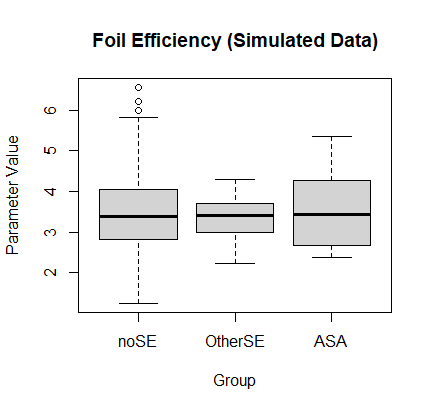 Foil Efficiency (Simulated Data)
Parameter Value
6
5
4
3
2
noSE OtherSE ASA
Group